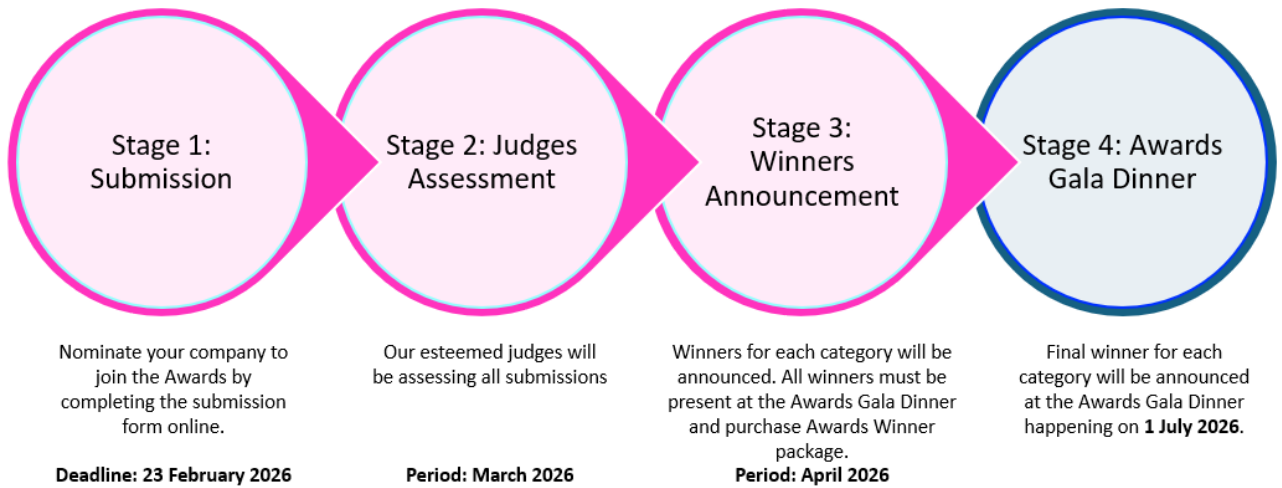 Stage 1:
Submission
Stage 2: Judges
Assessment
Stage 3:
Winners
Announcement
Stage 4: Awards
Gala Dinner
Nominate your company to
join the Awards by
completing the submission
form online.
Deadline: 23 February 2026
Our esteemed judges will
be assessing all submissions
Period: March 2026
Winners for each category will be
announced. All winners must be
present at the Awards Gala Dinner
and purchase Awards Winner
package.
Period: April 2026
Final winner for each
category will be announced
at the Awards Gala Dinner
happening on 1 July 2026.